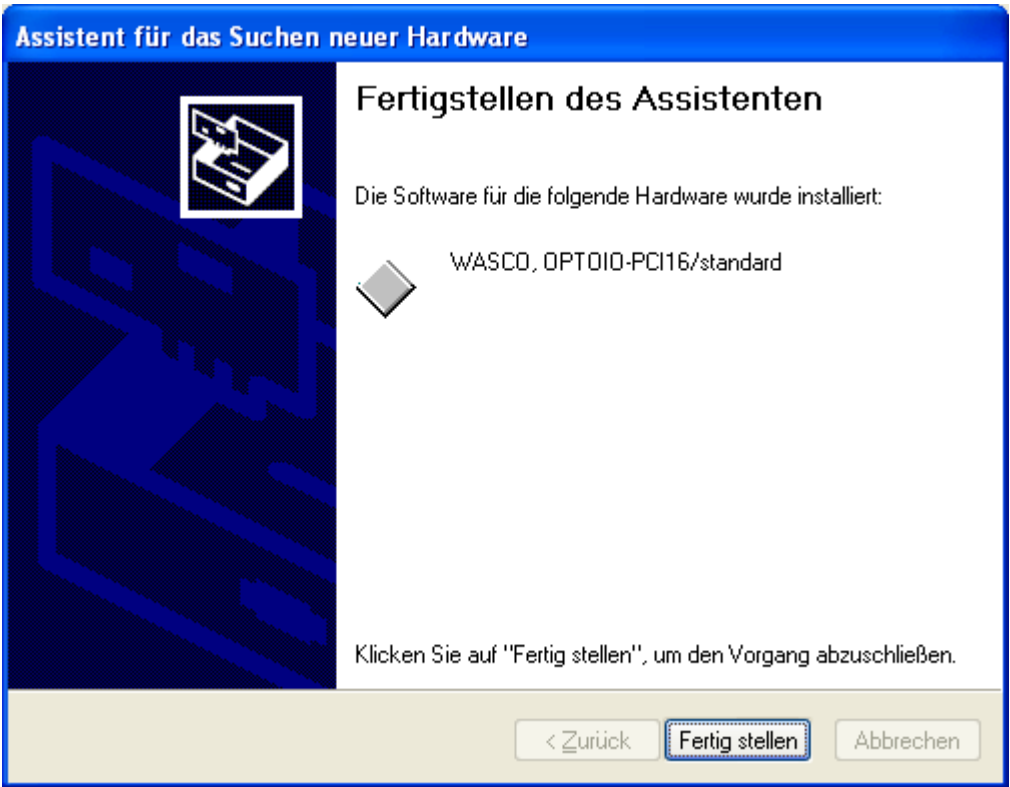 Assistent für das Suchen neuer Hardware
Fertigstellen des Assistenten
Die Software für die folgende Hardware wurde installiert:
WASCO, OPTOIO-PCI16/standard
Klicken Sie auf "Fertig stellen", um den Vorgang abzuschließen.
< Zurück Fertig stellen Abbrechen